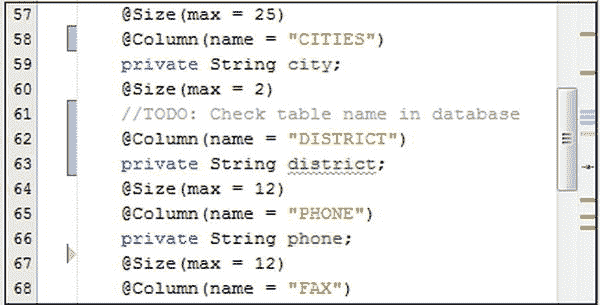 57 @Size(max = 25)
58 @Column(name = "CITIES")
59 private String city;
60 @Size(max = 2)
61 //TODO: Check table name in database
62 @Column(name = "DISTRICT")
63 private String district;
64 @Size(max = 12)
65 @Column(name = "PHONE")
66 private String phone;
67 @Size(max = 12)
68 @Column(name = "FAX")